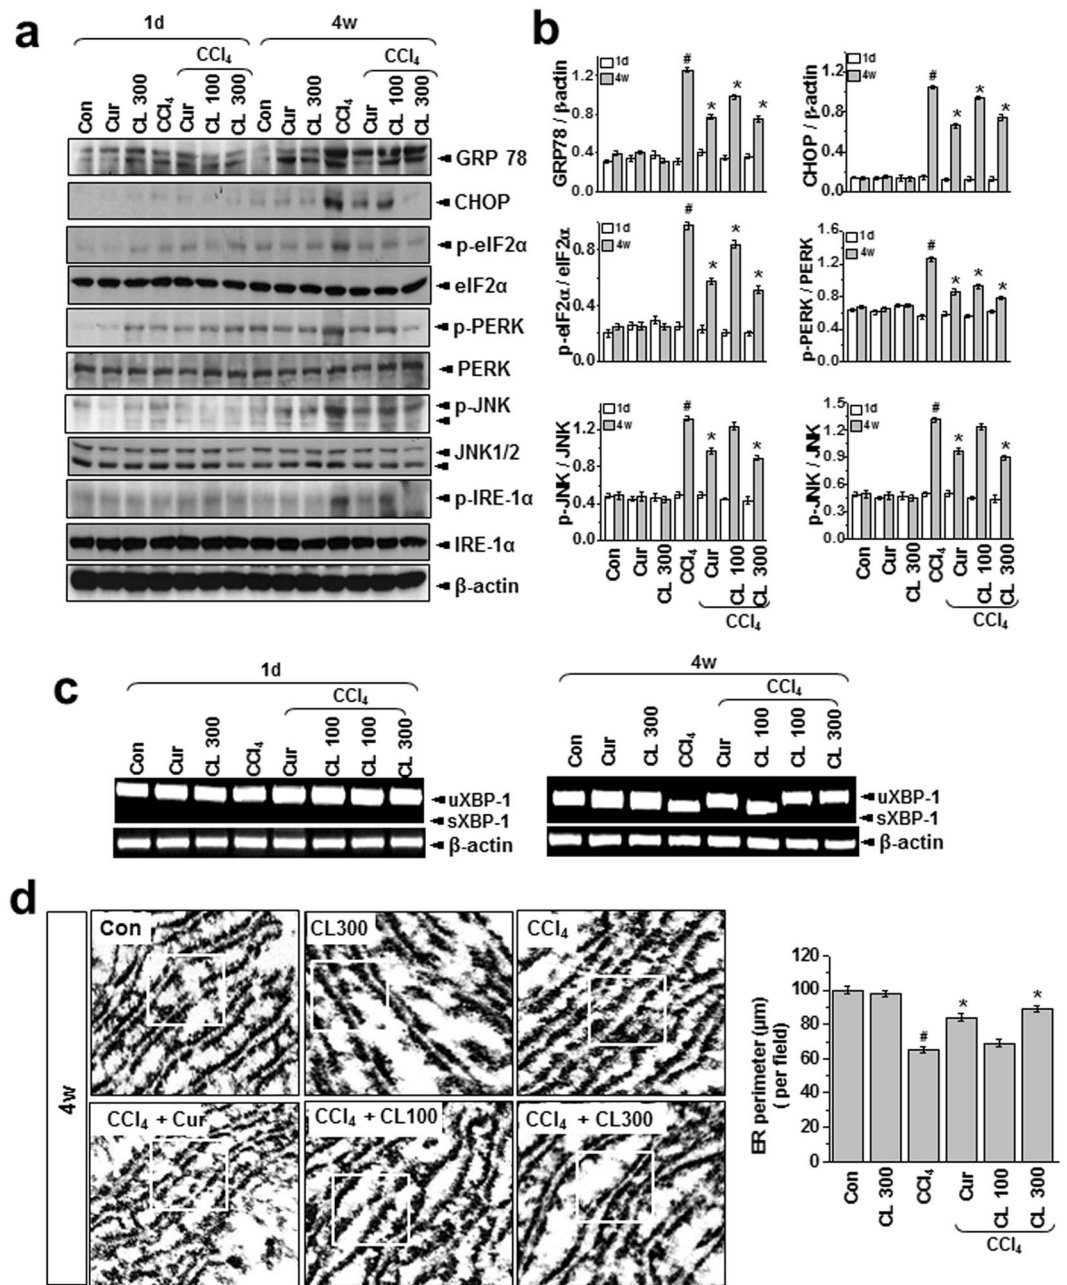 a
1d
4w
CCl₄
CCl₄
Con
Cur
CL 300
CCl₄
Cur
CL 100
CL 300
Con
Cur
CL 300
CCl₄
Cur
CL 100
CL 300
GRP 78
CHOP
p-eIF2α
eIF2α
p-PERK
PERK
p-JNK
JNK1/2
p-IRE-1α
IRE-1α
β-actin
b
GRP78 / β-actin
1.2
0.8
0.4
0.0
1d
4w
#
*
*
*
CHOP / β-actin
1.2
0.8
0.4
0.0
1d
4w
#
*
*
*
p-eIF2α / eIF2α
0.8
0.4
0.0
1d
4w
#
*
*
*
p-PERK / PERK
1.6
1.2
0.8
0.4
0.0
1d
4w
#
*
*
*
p-JNK / JNK
1.2
0.8
0.4
0.0
1d
4w
#
*
*
Con
Cur
CL 300
CCl₄
Cur
CL 100
CL 300
CCl₄
p-JNK / JNK
1.5
1.2
0.9
0.6
0.3
0.0
1d
4w
#
*
*
Con
Cur
CL 300
CCl₄
Cur
CL 100
CL 300
CCl₄
c
1d
CCl₄
Con
Cur
CL 300
CCl₄
Cur
CL 100
CL 100
CL 300
uXBP-1
sXBP-1
β-actin
4w
CCl₄
Con
Cur
CL 300
CCl₄
Cur
CL 100
CL 100
CL 300
uXBP-1
sXBP-1
β-actin
d
4w
Con
CL300
CCl₄
CCl₄ + Cur
CCl₄ + CL100
CCl₄ + CL300
ER perimeter (μm)
( per field)
120
100
80
60
40
20
0
#
*
*
Con
CL 300
CCl₄
Cur
CL 100
CL 300
CCl₄